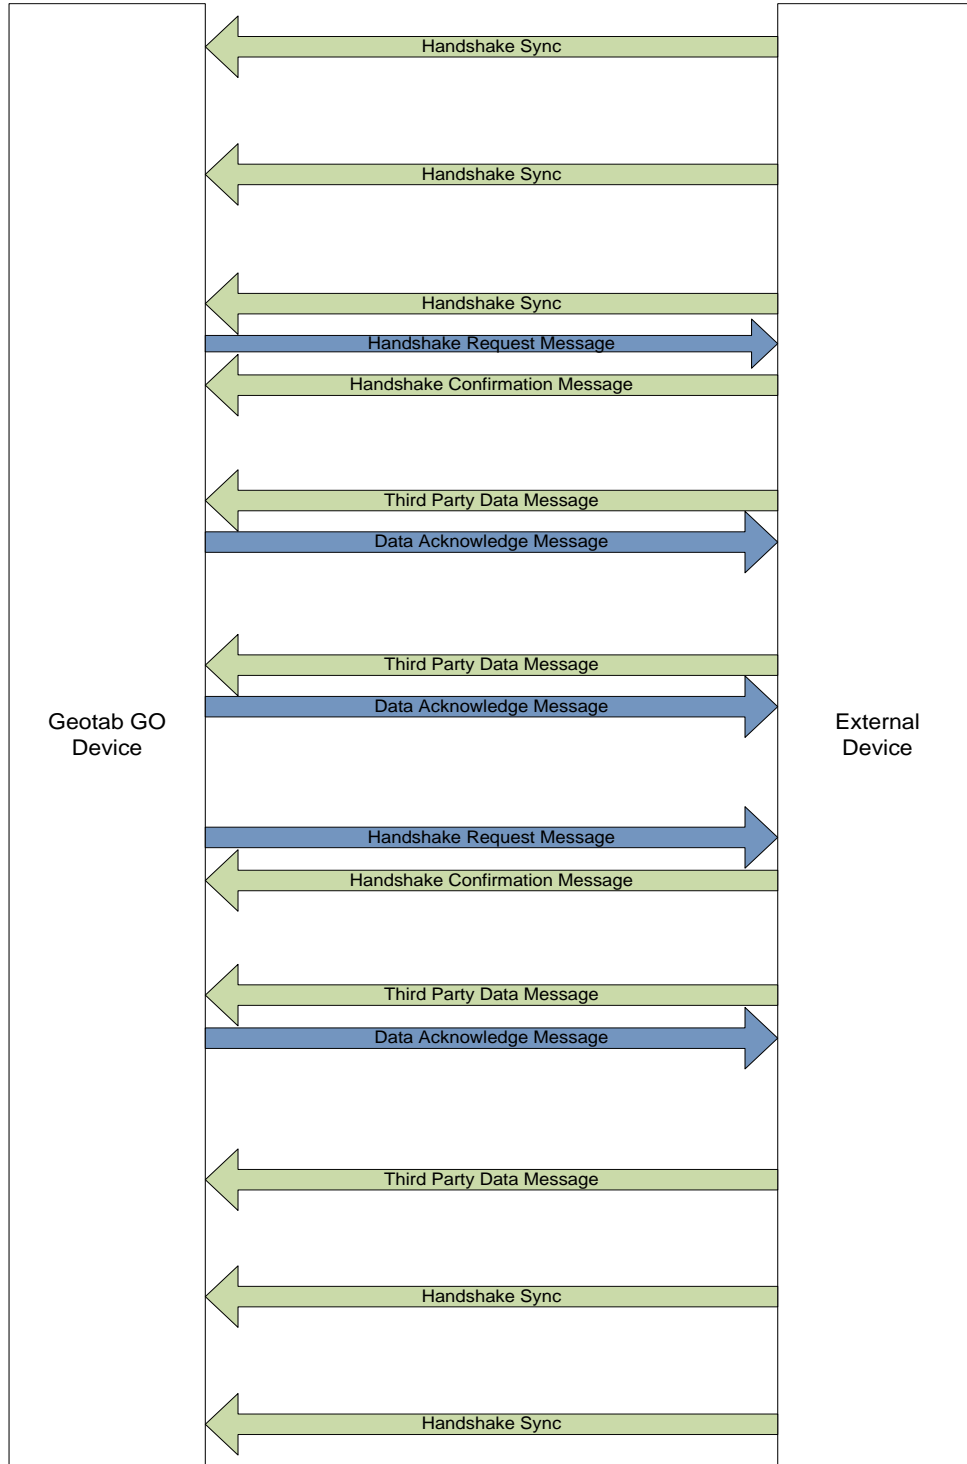 Handshake Sync
Handshake Sync
Handshake Sync
Handshake Request Message
Handshake Confirmation Message
Third Party Data Message
Data Acknowledge Message
Third Party Data Message
Data Acknowledge Message
Geotab GO
Device
External
Device
Handshake Request Message
Handshake Confirmation Message
Third Party Data Message
Data Acknowledge Message
Third Party Data Message
Handshake Sync
Handshake Sync